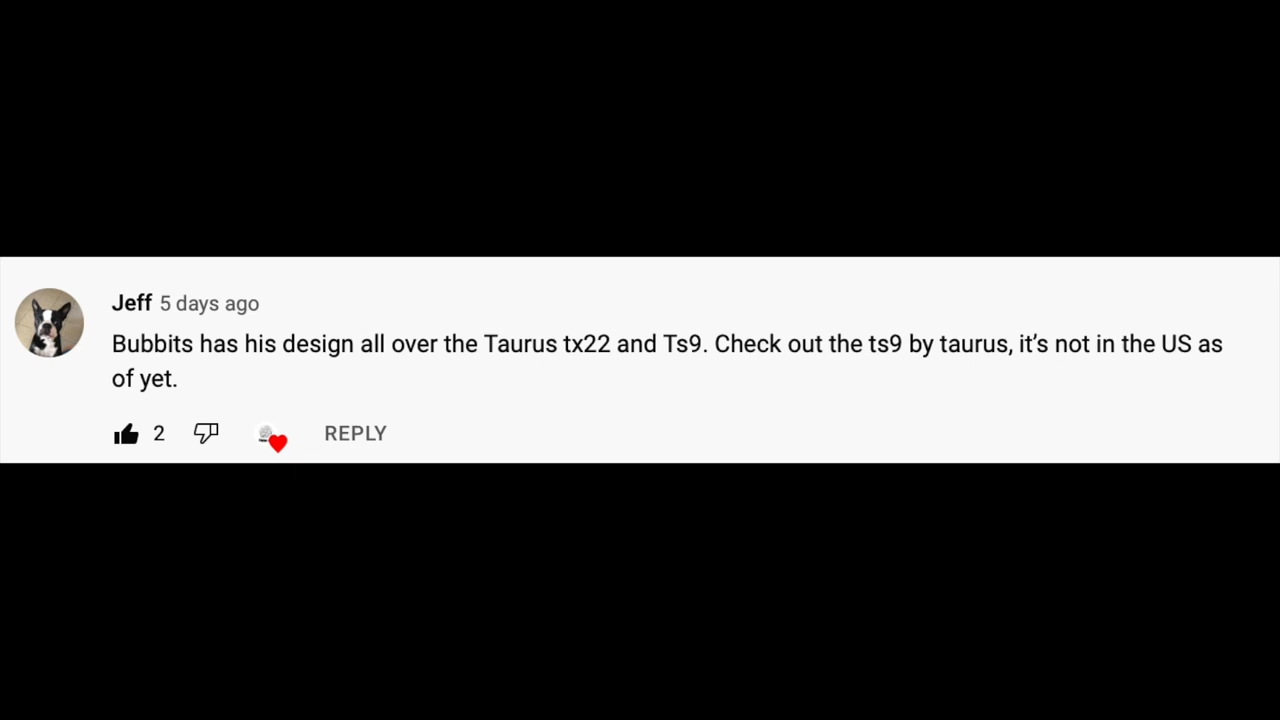 Jeff 5 days ago
Bubbits has his design all over the Taurus tx22 and Ts9. Check out the ts9 by taurus, it’s not in the US as
of yet.
2 REPLY